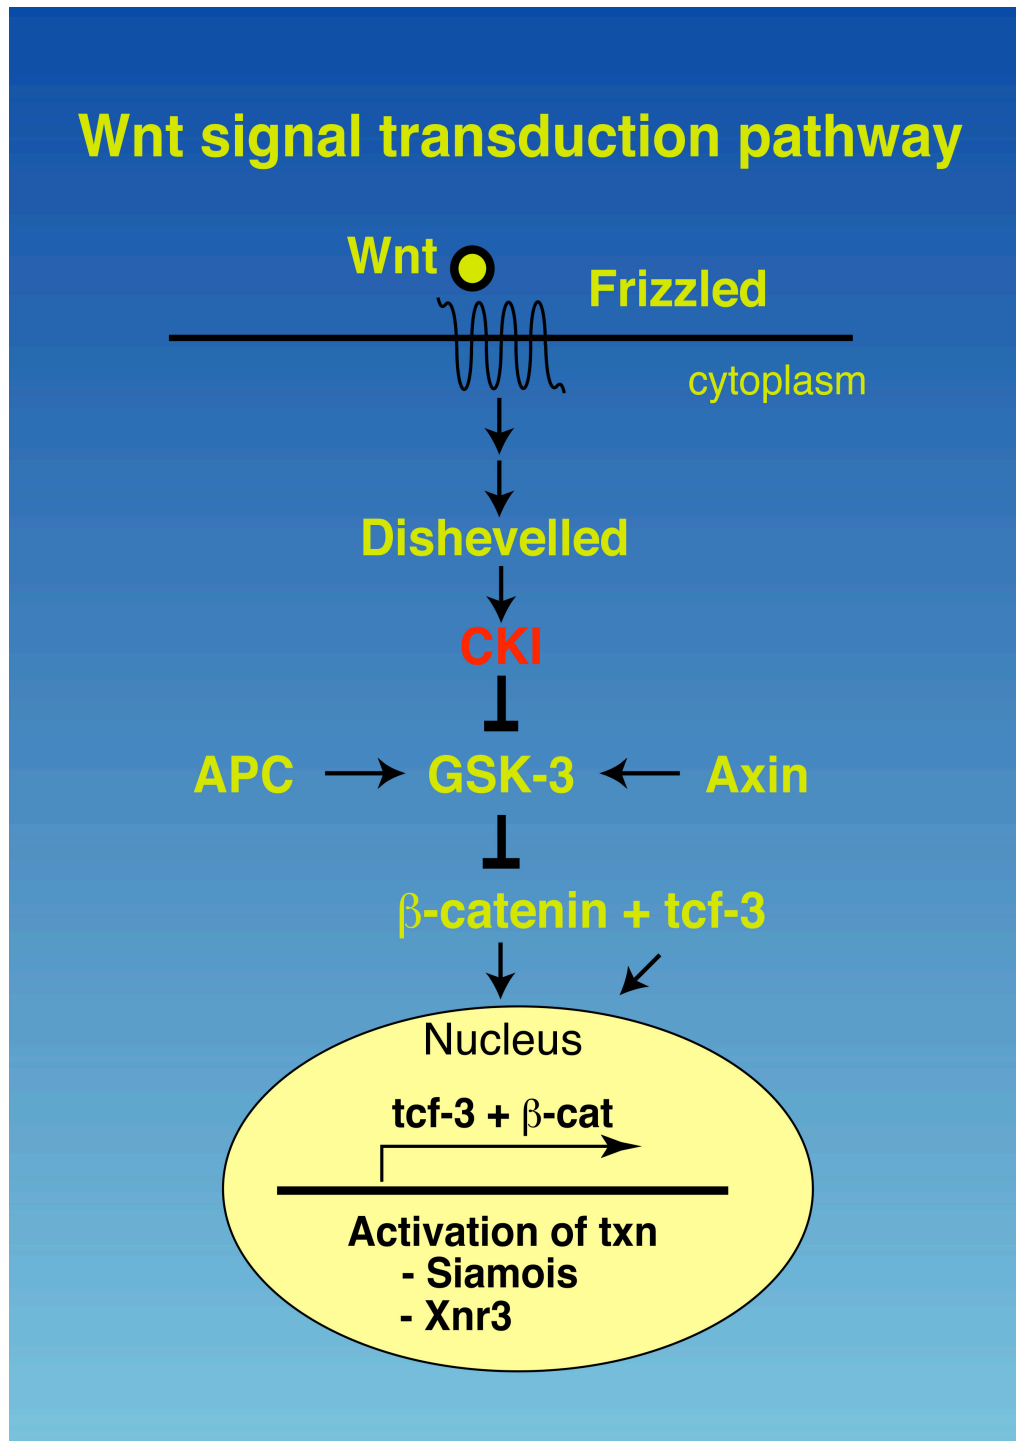 Wnt signal transduction pathway
Wnt
Frizzled
cytoplasm
Dishevelled
CKI
APC GSK-3 Axin
β-catenin + tcf-3
Nucleus
tcf-3 + β-cat
Activation of txn
- Siamois
- Xnr3